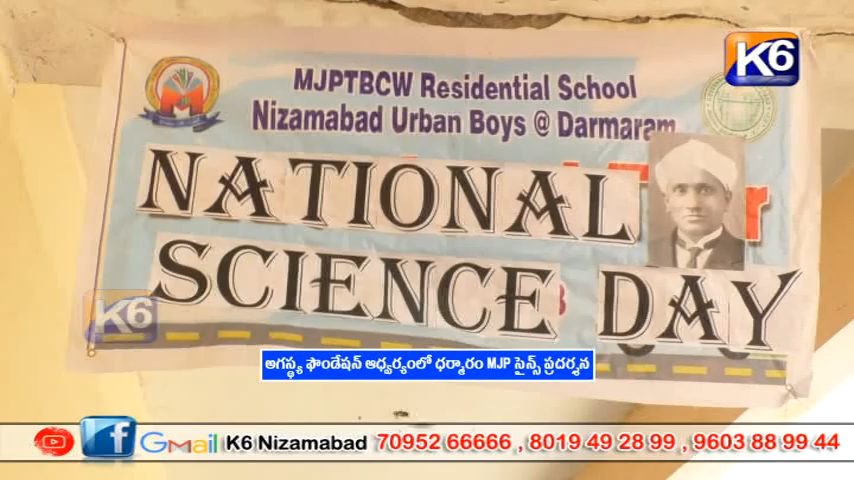 K6
MJPTBCW Residential School
Nizamabad Urban Boys @ Darmaram
NATIONAL
SCIENCE DAY
K6
అగస్త్య ఫౌండేషన్ ఆధ్వర్యంలో ధర్మారం MJP సైన్స్ ప్రదర్శన
Gmail K6 Nizamabad 70952 66666 , 8019 49 28 99 , 9603 88 99 44